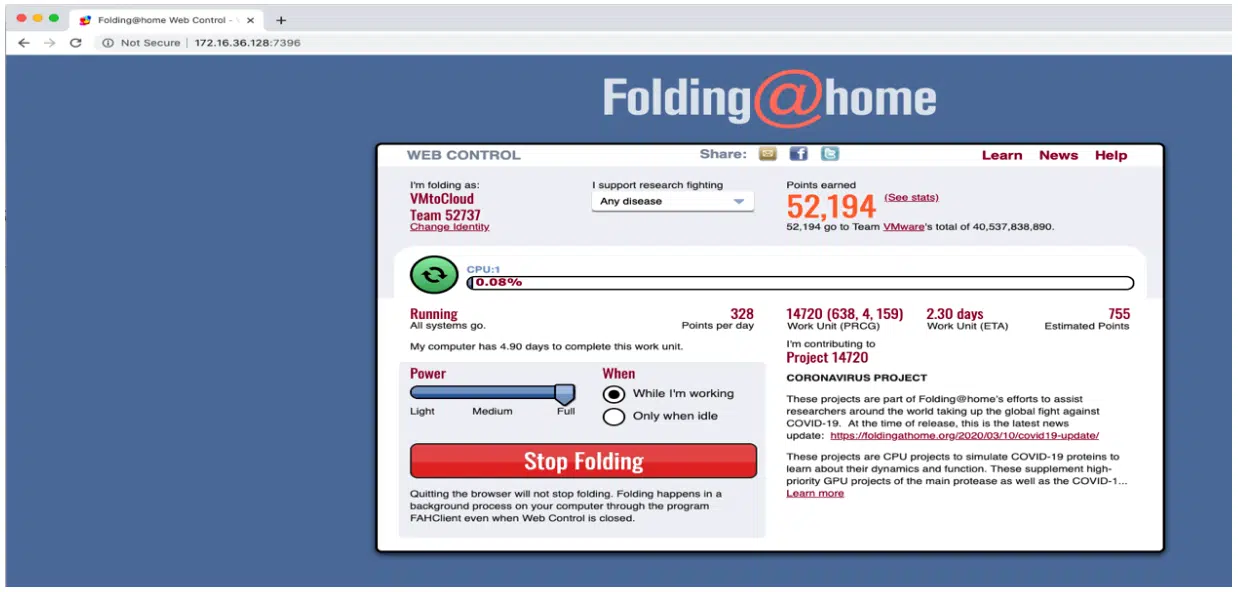 Folding@home Web Control -
Not Secure | 172.16.36.128:7396
Folding@home
WEB CONTROL
Share:
Learn News Help
I'm folding as:
VMtoCloud
Team 52737
Change Identity
I support research fighting
Any disease
Points earned
52,194 (See stats)
52,194 go to Team VMware's total of 40,537,838,890.
CPU:1
0.08%
Running
All systems go.
328
Points per day
My computer has 4.90 days to complete this work unit.
14720 (638, 4, 159)
Work Unit (PRCG)
2.30 days
Work Unit (ETA)
755
Estimated Points
I'm contributing to
Project 14720
Power
Light Medium Full
When
While I'm working
Only when idle
Stop Folding
Quitting the browser will not stop folding. Folding happens in a
background process on your computer through the program
FAHClient even when Web Control is closed.
CORONAVIRUS PROJECT
These projects are part of Folding@home's efforts to assist
researchers around the world taking up the global fight against
COVID-19. At the time of release, this is the latest news
update: https://foldingathome.org/2020/03/10/covid19-update/
These projects are CPU projects to simulate COVID-19 proteins to
learn about their dynamics and function. These supplement high-
priority GPU projects of the main protease as well as the COVID-1...
Learn more